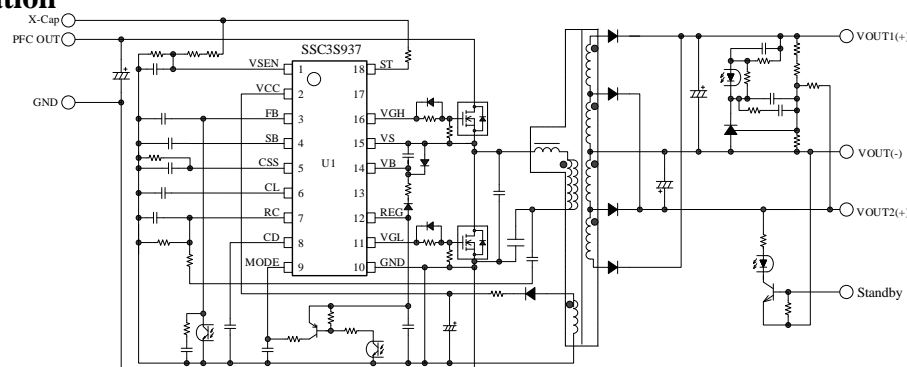 ation
X-Cap
PFC OUT
GND
SSC3S937
U1
VSEN 1
VCC 2
FB 3
SB 4
CSS 5
CL 6
RC 7
CD 8
MODE 9
18 ST
17
16 VGH
15 VS
14 VB
13
12 REG
11 VGL
10 GND
VOUT1(+)
VOUT(-)
VOUT2(+)
Standby